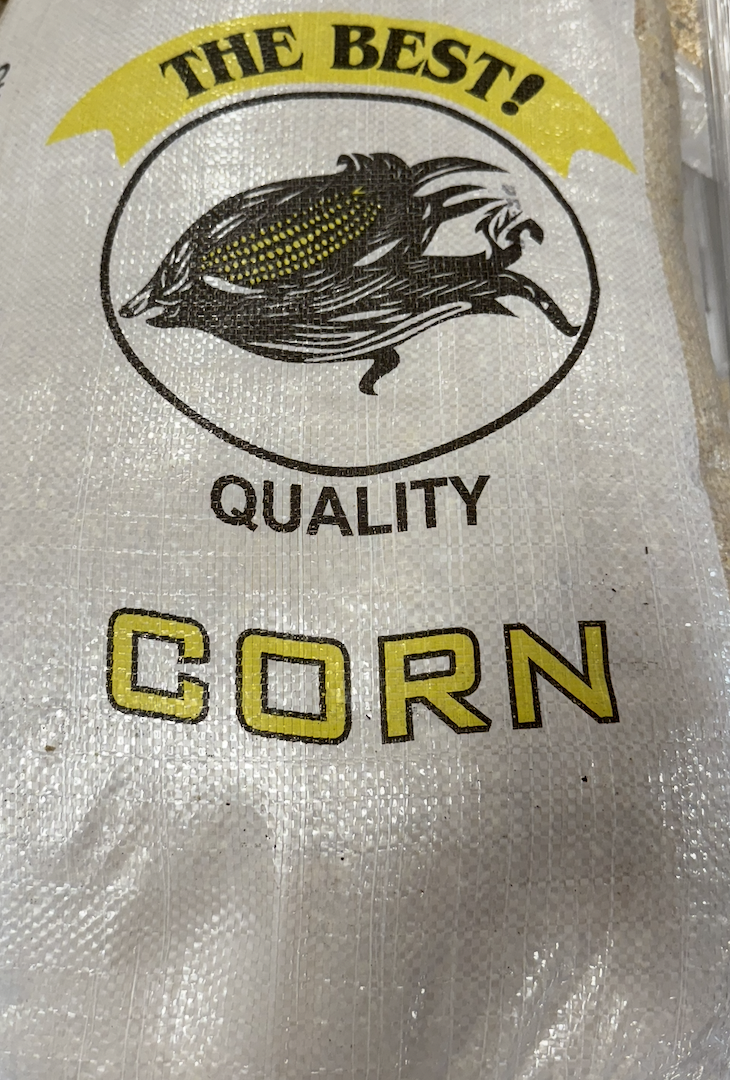 THE BEST!
QUALITY
CORN